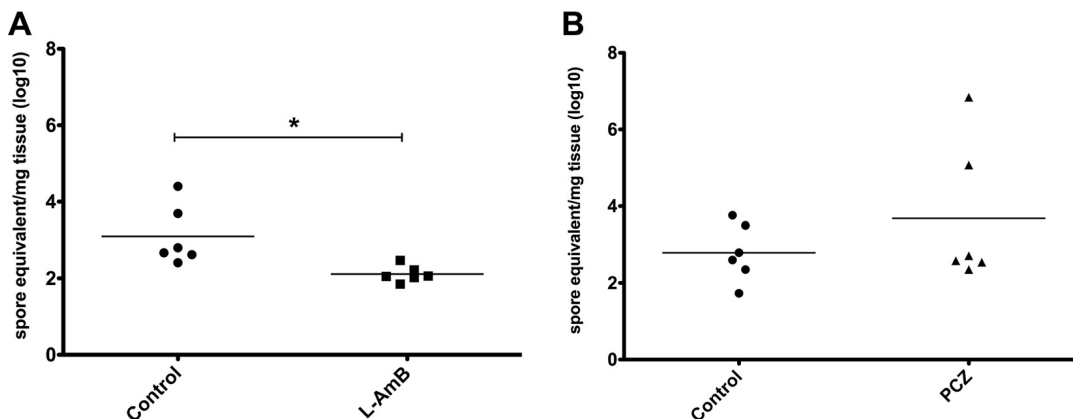 A
spore equivalent/mg tissue (log10)
8
6
4
2
0
*
Control
L-AmB
B
spore equivalent/mg tissue (log10)
8
6
4
2
0
Control
PCZ